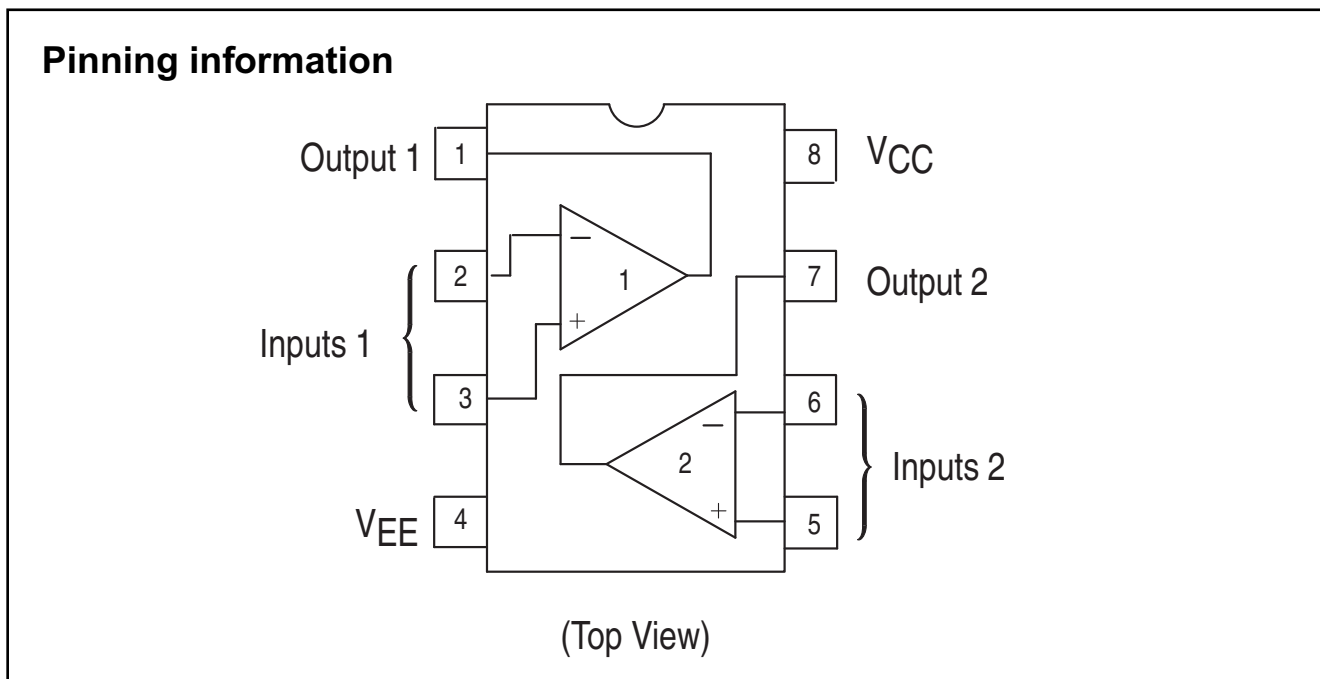 Pinning information
Output 1
1
8
VCC
2
−
1
7
Output 2
Inputs 1
+
3
6
−
2
Inputs 2
VEE
4
+
5
(Top View)